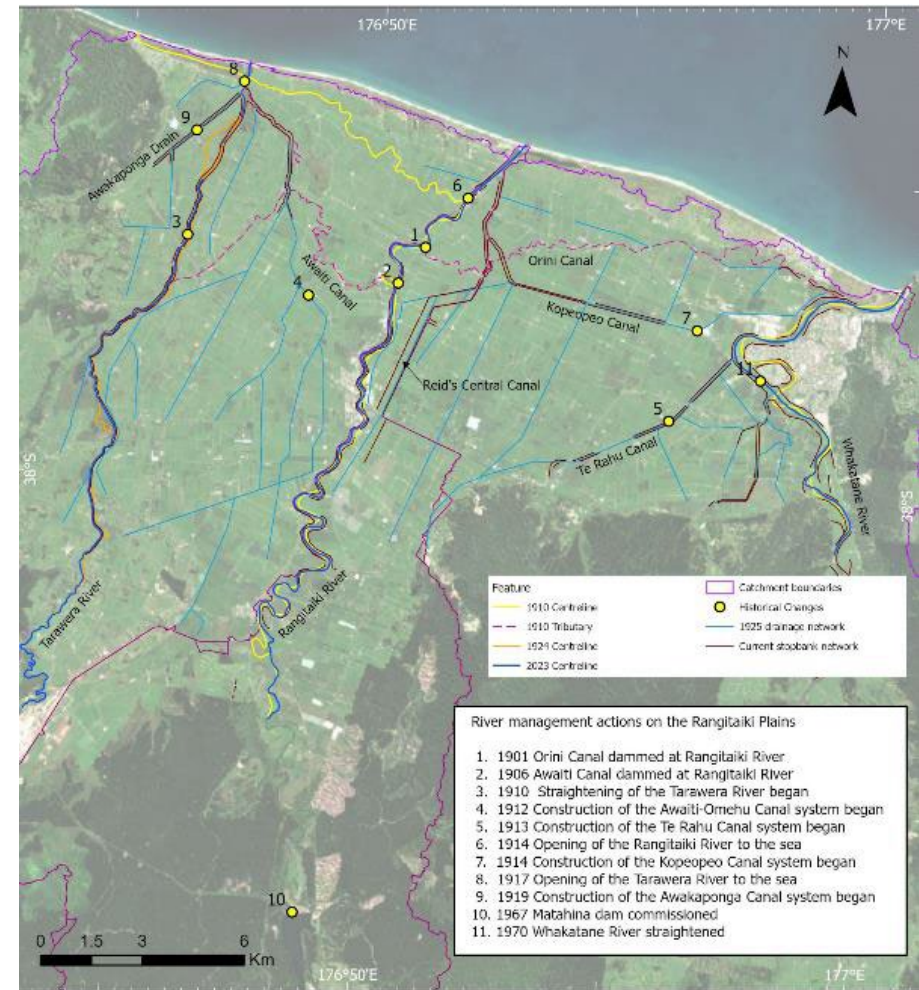 176°50'E
177°E
N
8
9
Awakaponga Drain
6
3
1
Orini Canal
2
Awaiti Canal
4
Kopeopeo Canal
7
11
Reid's Central Canal
5
Te Rahu Canal
Whakatane River
38°S
38°S
Tarawera River
Rangitaiki River
Feature
1910 Centreline
1910 Tributary
1924 Centreline
2023 Centreline
Catchment boundaries
Historical Changes
1925 drainage network
Current stopbank network
River management actions on the Rangitaiki Plains
1. 1901 Orini Canal dammed at Rangitaiki River
2. 1906 Awaiti Canal dammed at Rangitaiki River
3. 1910 Straightening of the Tarawera River began
4. 1912 Construction of the Awaiti-Omehu Canal system began
5. 1913 Construction of the Te Rahu Canal system began
6. 1914 Opening of the Rangitaiki River to the sea
7. 1914 Construction of the Kopeopeo Canal system began
8. 1917 Opening of the Tarawera River to the sea
9. 1919 Construction of the Awakaponga Canal system began
10. 1967 Matahina dam commissioned
11. 1970 Whakatane River straightened
10
0 1.5 3 6
Km
176°50'E
177°E